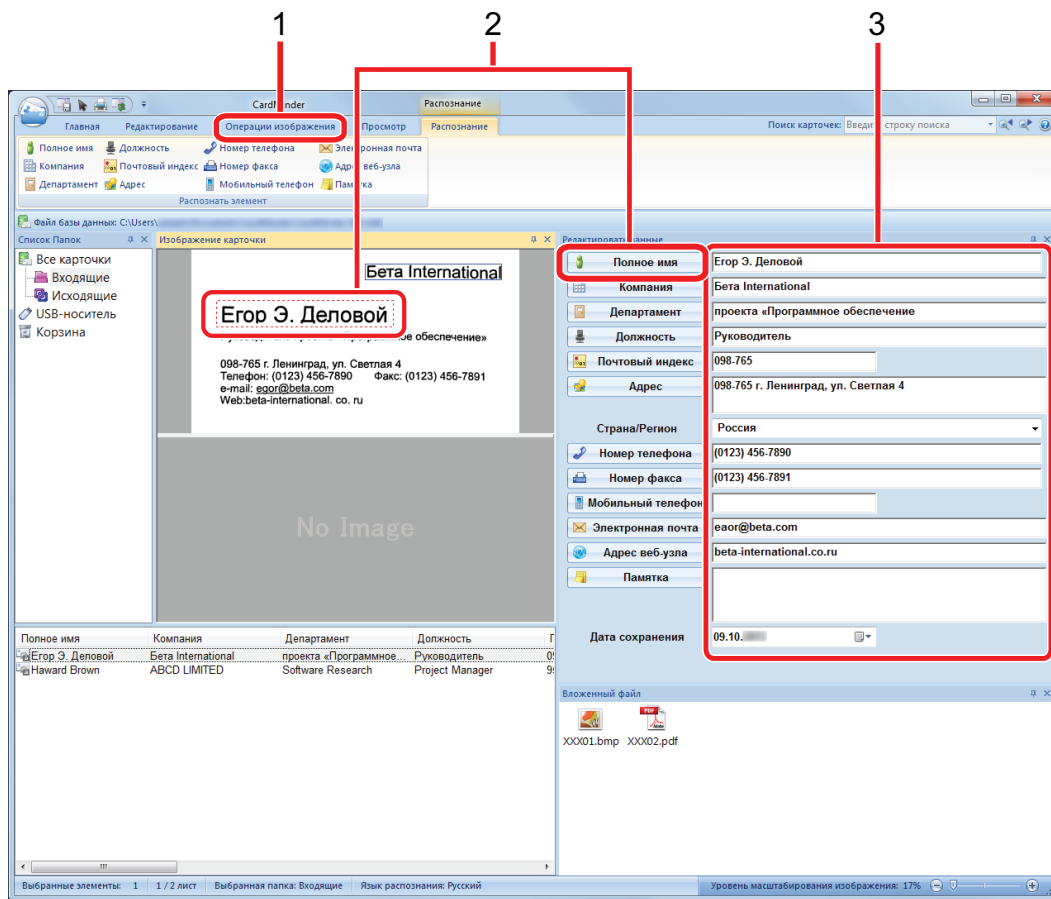 1 2 3
CardMinder Распознание
Главная Редактирование Операции изображения Просмотр Распознание Поиск карточек: Введите строку поиска
Полное имя Должность Номер телефона Электронная почта
Компания Почтовый индекс Номер факса Адрес веб-узла
Департамент Адрес Мобильный телефон Памятка
Распознать элемент
Файл базы данных: C:\Users\
Список Папок Изображение карточки Редактировать данные
Все карточки
Входящие
Исходящие
USB-носитель
Корзина
Бета International
Егор Э. Деловой
098-765 г. Ленинград, ул. Светлая 4
Телефон: (0123) 456-7890 Факс: (0123) 456-7891
e-mail: egor@beta.com
Web:beta-international. co. ru
No Image
Полное имя Егор Э. Деловой
Компания Бета International
Департамент проекта «Программное обеспечение
Должность Руководитель
Почтовый индекс 098-765
Адрес 098-765 г. Ленинград, ул. Светлая 4
Страна/Регион Россия
Номер телефона (0123) 456-7890
Номер факса (0123) 456-7891
Мобильный телефон
Электронная почта eaor@beta.com
Адрес веб-узла beta-international.co.ru
Памятка
Дата сохранения 09.10.
Полное имя Компания Департамент Должность
Егор Э. Деловой Бета International проекта «Программное... Руководитель
Haward Brown ABCD LIMITED Software Research Project Manager
Вложенный файл
XXX01.bmp XXX02.pdf
Выбранные элементы: 1 1 / 2 лист Выбранная папка: Входящие Язык распознания: Русский Уровень масштабирования изображения: 17%